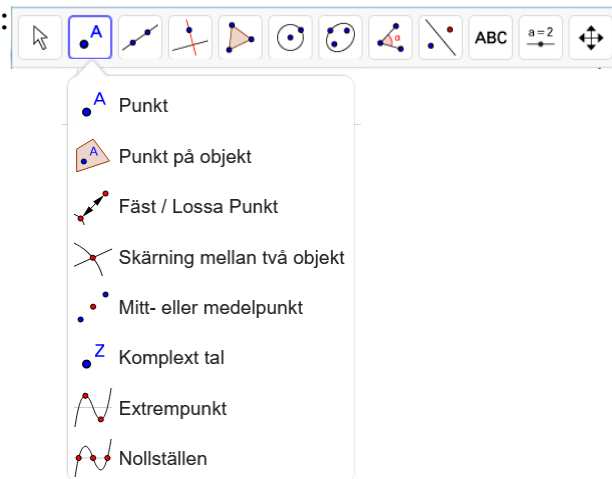 :
A
α
ABC
a=2
A
Punkt
A
Punkt på objekt
Fäst / Lossa Punkt
Skärning mellan två objekt
Mitt- eller medelpunkt
Z
Komplext tal
Extrempunkt
Nollställen